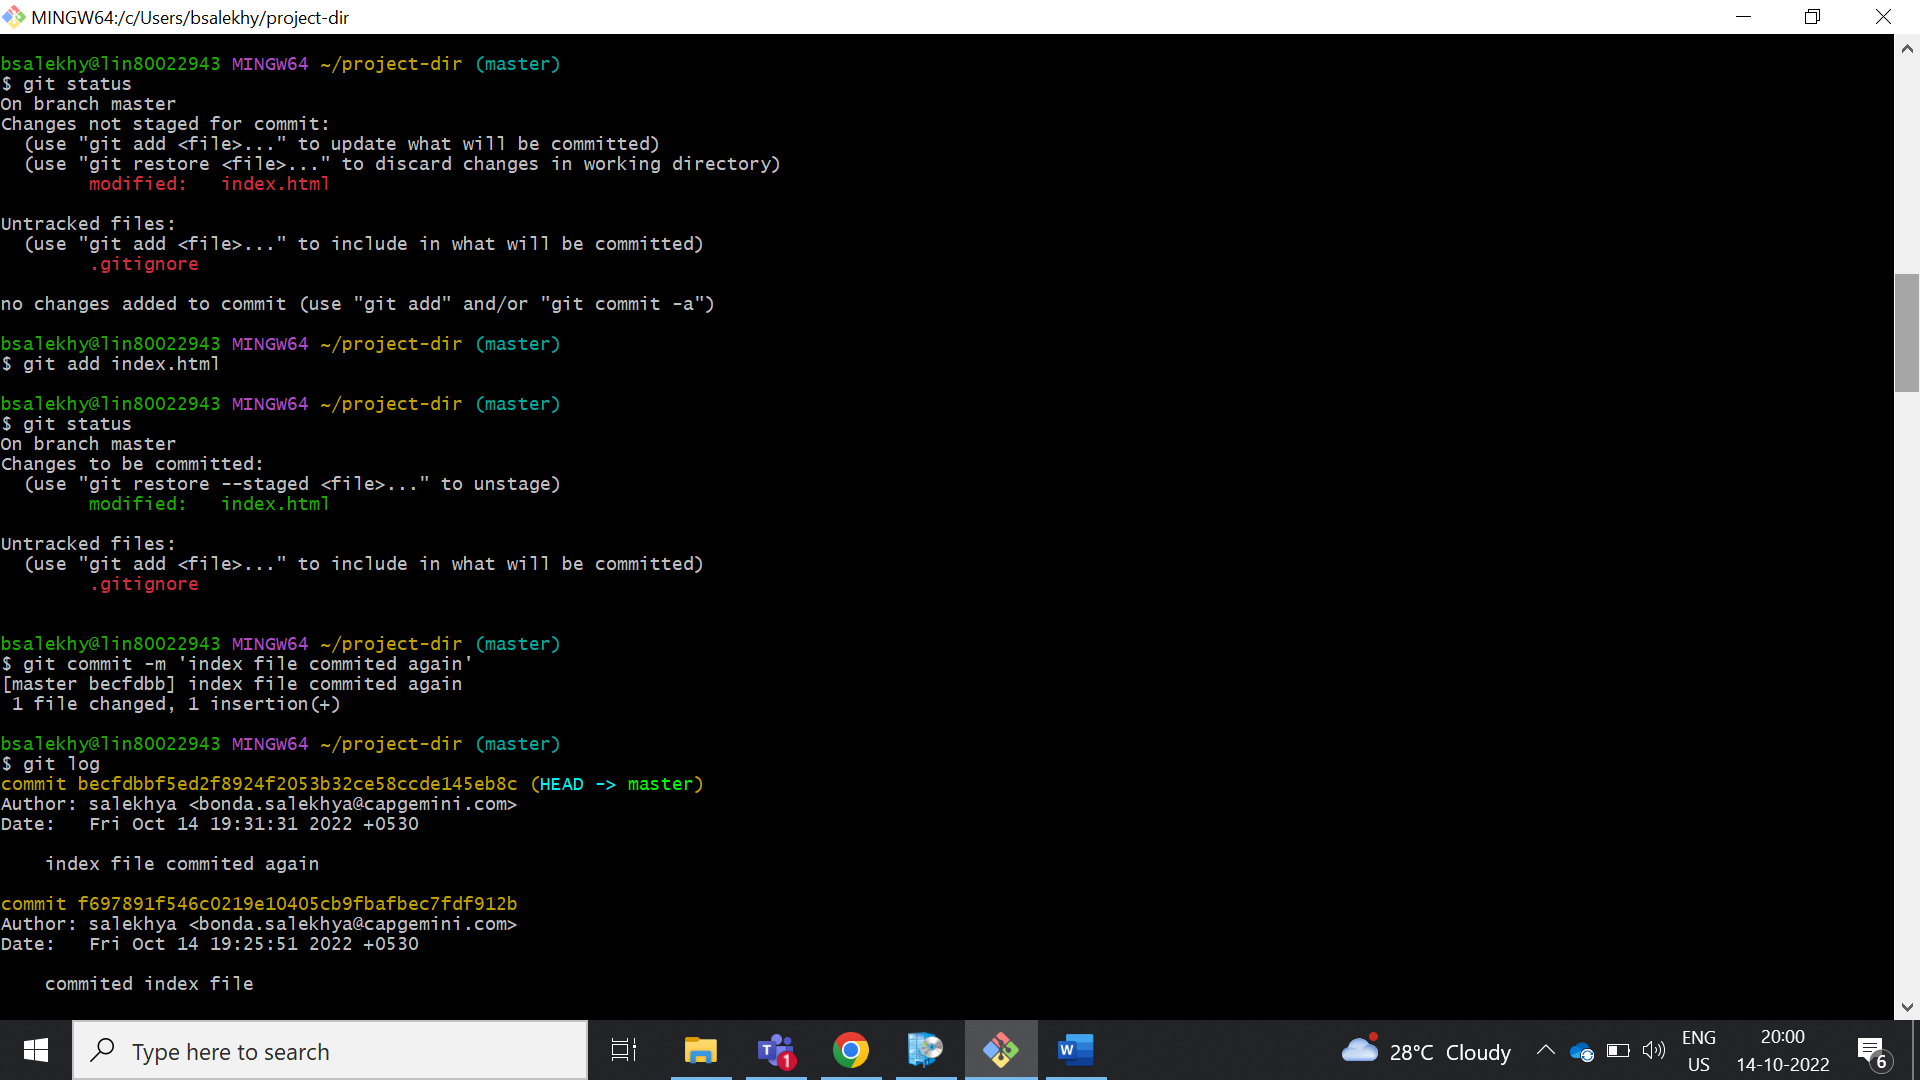 MINGW64:/c/Users/bsalekhy/project-dir
bsalekhy@lin80022943 MINGW64 ~/project-dir (master)
$ git status
On branch master
Changes not staged for commit:
  (use "git add <file>..." to update what will be committed)
  (use "git restore <file>..." to discard changes in working directory)
        modified:   index.html
Untracked files:
  (use "git add <file>..." to include in what will be committed)
        .gitignore
no changes added to commit (use "git add" and/or "git commit -a")
bsalekhy@lin80022943 MINGW64 ~/project-dir (master)
$ git add index.html
bsalekhy@lin80022943 MINGW64 ~/project-dir (master)
$ git status
On branch master
Changes to be committed:
  (use "git restore --staged <file>..." to unstage)
        modified:   index.html
Untracked files:
  (use "git add <file>..." to include in what will be committed)
        .gitignore
bsalekhy@lin80022943 MINGW64 ~/project-dir (master)
$ git commit -m 'index file commited again'
[master becfdbb] index file commited again
 1 file changed, 1 insertion(+)
bsalekhy@lin80022943 MINGW64 ~/project-dir (master)
$ git log
commit becfdbbf5ed2f8924f2053b32ce58ccde145eb8c (HEAD -> master)
Author: salekhya <bonda.salekhya@capgemini.com>
Date:   Fri Oct 14 19:31:31 2022 +0530
    index file commited again
commit f697891f546c0219e10405cb9fbafbec7fdf912b
Author: salekhya <bonda.salekhya@capgemini.com>
Date:   Fri Oct 14 19:25:51 2022 +0530
    commited index file
Type here to search
T
1
W
28°C Cloudy
ENG
US
20:00
14-10-2022
6